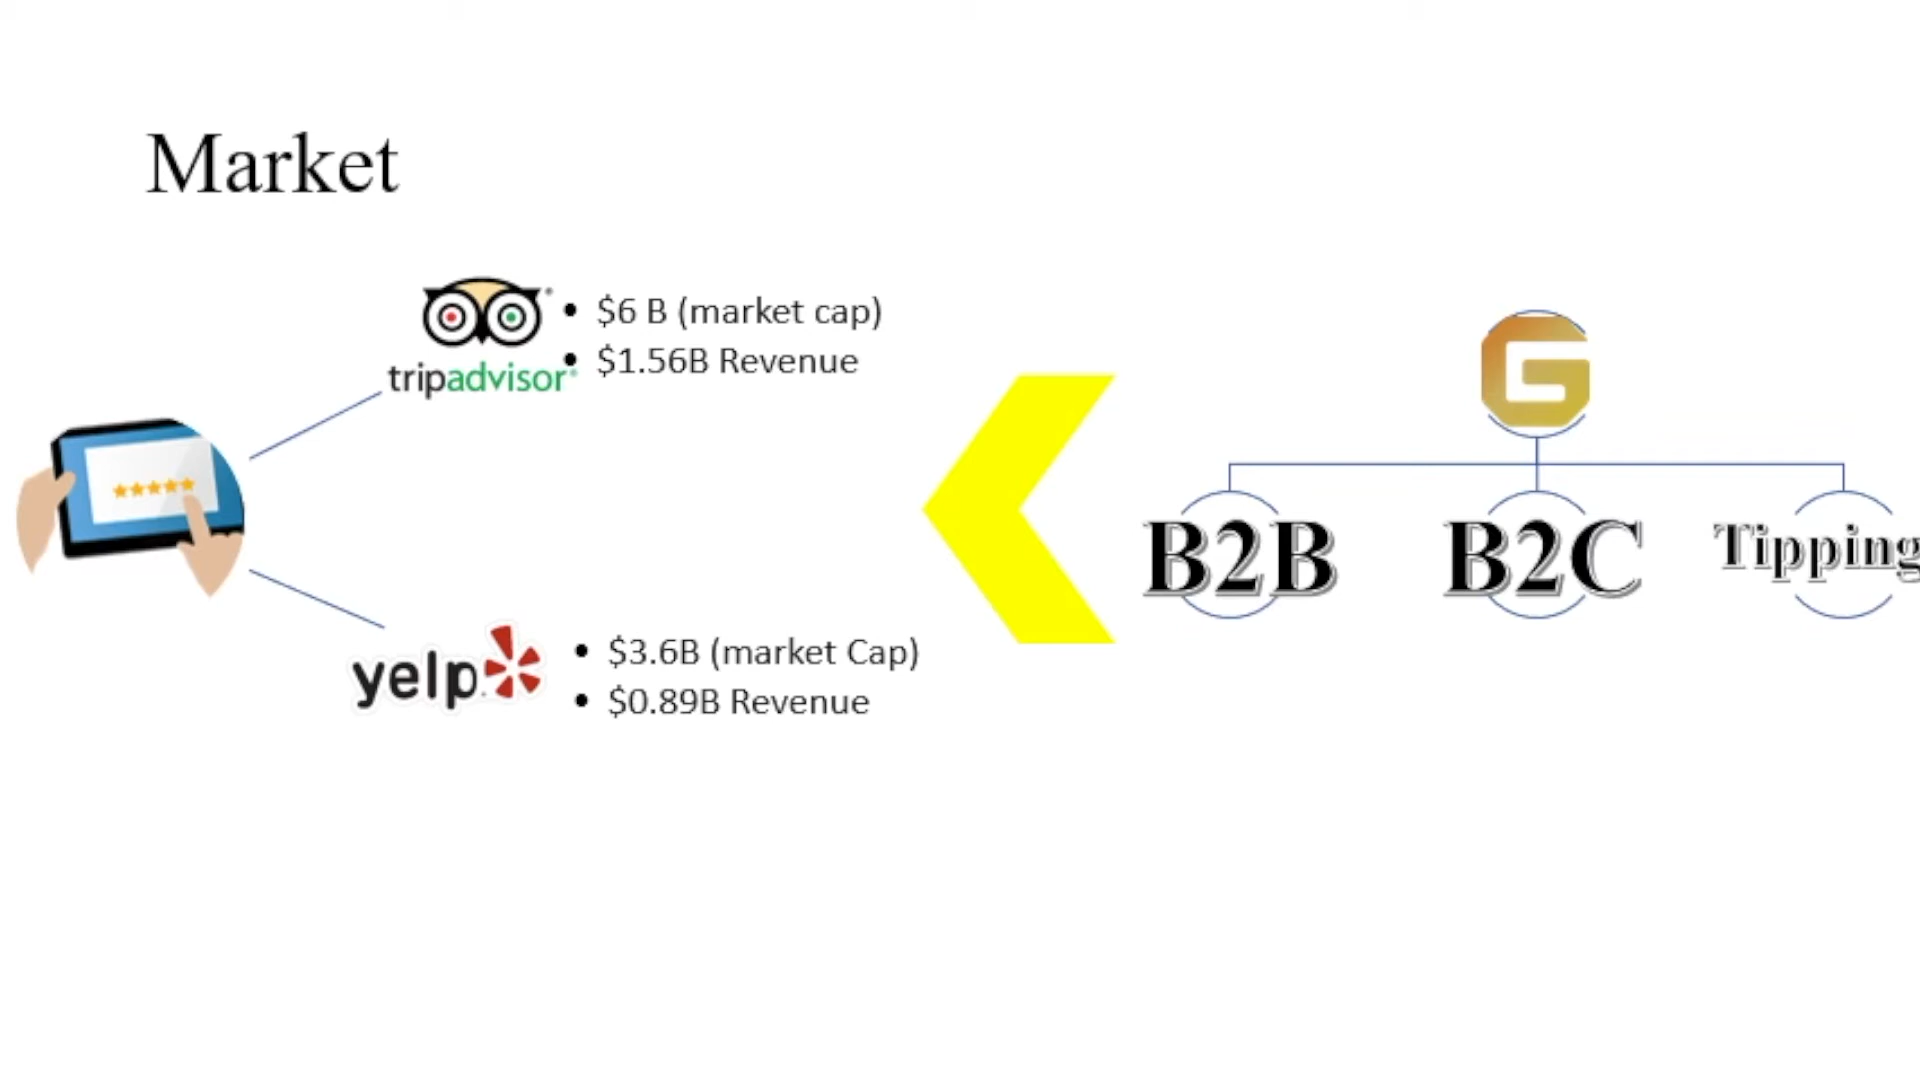 Market
tripadvisor®
• $6 B (market cap)
• $1.56B Revenue
yelp
• $3.6B (market Cap)
• $0.89B Revenue
G
B2B
B2C
Tipping